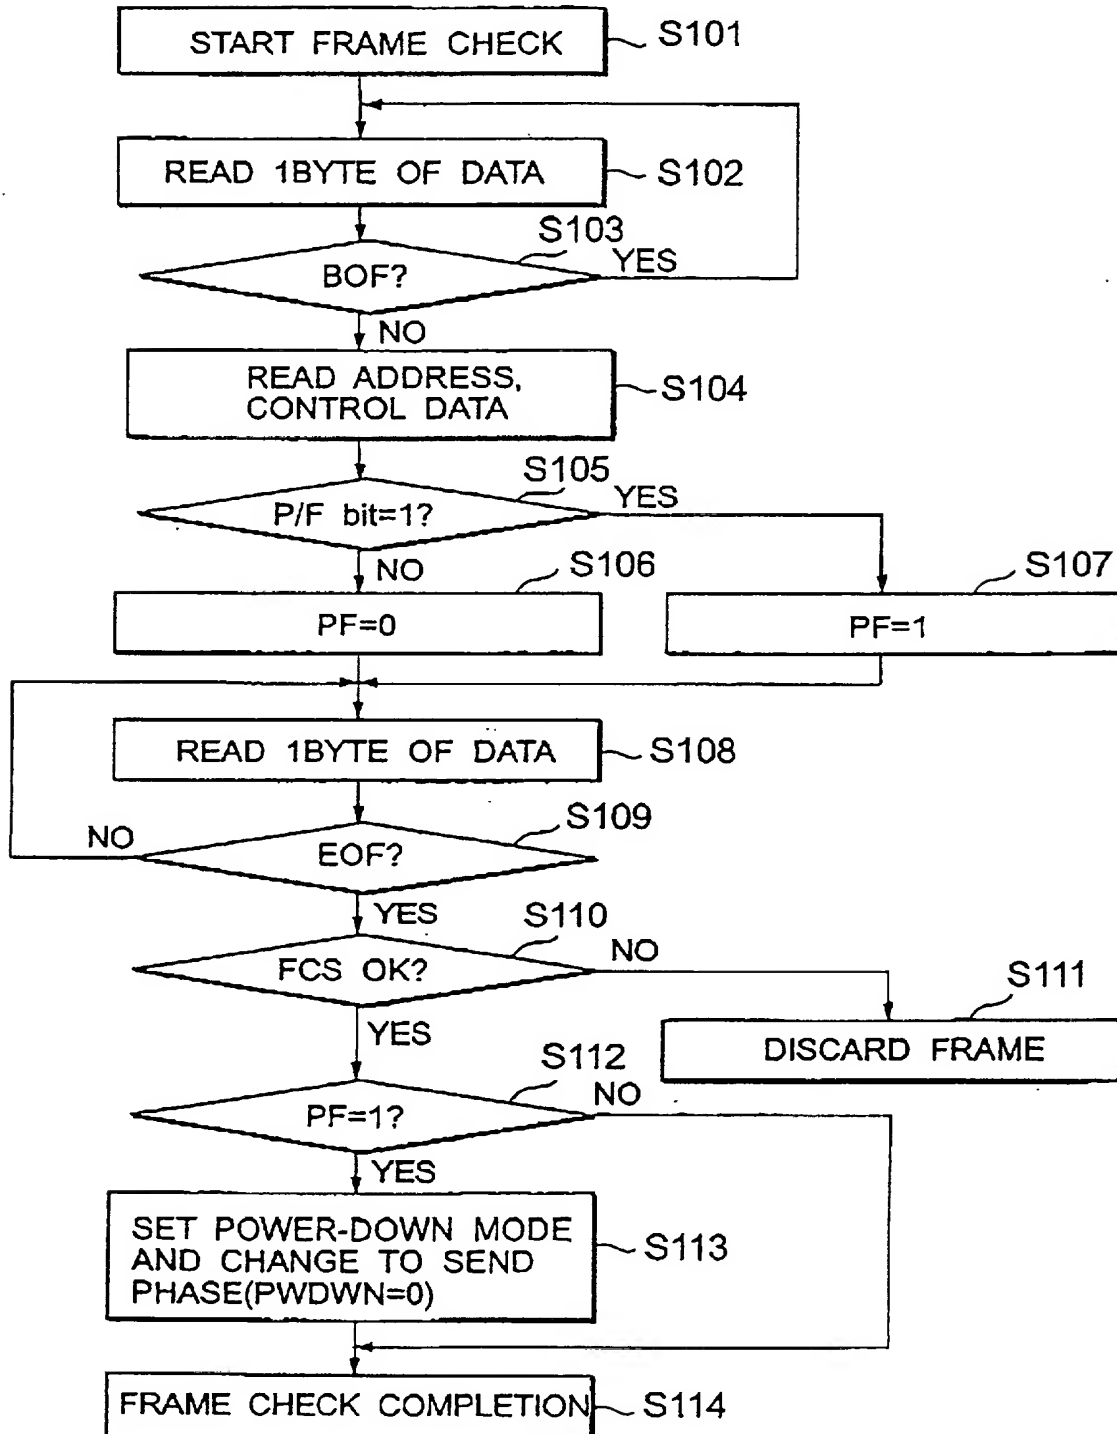 START FRAME CHECK
S101
READ 1BYTE OF DATA
S102
S103
BOF?
YES
NO
READ ADDRESS,
CONTROL DATA
S104
S105
P/F bit=1?
YES
NO
S106
S107
PF=0
PF=1
READ 1BYTE OF DATA
S108
S109
NO
EOF?
YES
S110
FCS OK?
NO
S111
YES
DISCARD FRAME
S112
PF=1?
NO
YES
SET POWER-DOWN MODE
AND CHANGE TO SEND
PHASE(PWDWN=0)
S113
FRAME CHECK COMPLETION
S114